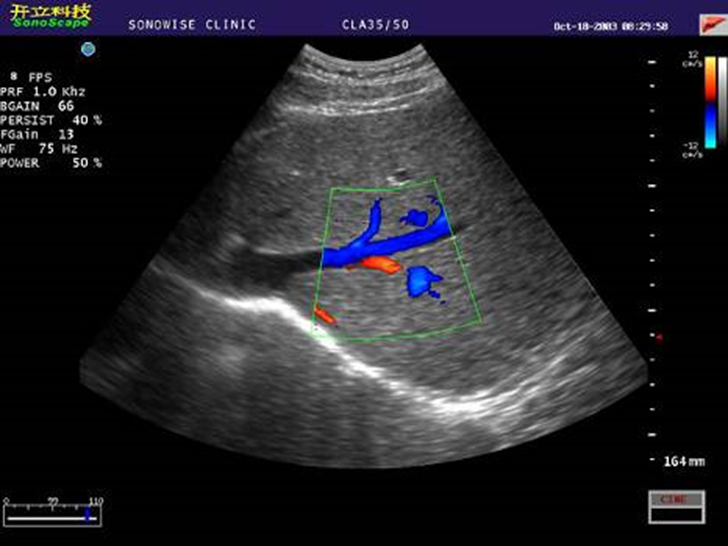 开立科技
SonoScape
SONOWISE CLINIC
CLA35/50
Oct-18-2003 08:29:58
8 FPS
PRF 1.0 Khz
BGAIN 66
PERSIST 40 %
FGain 13
WF 75 Hz
POWER 50 %
12
cm/s
-12
cm/s
164mm
0
110
CINE